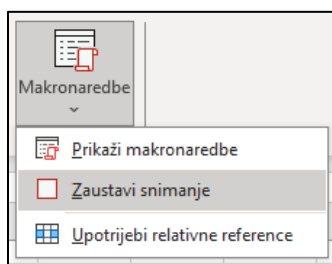 Makronaredbe
Prikaži makronaredbe
Zaustavi snimanje
Upotrijebi relativne reference